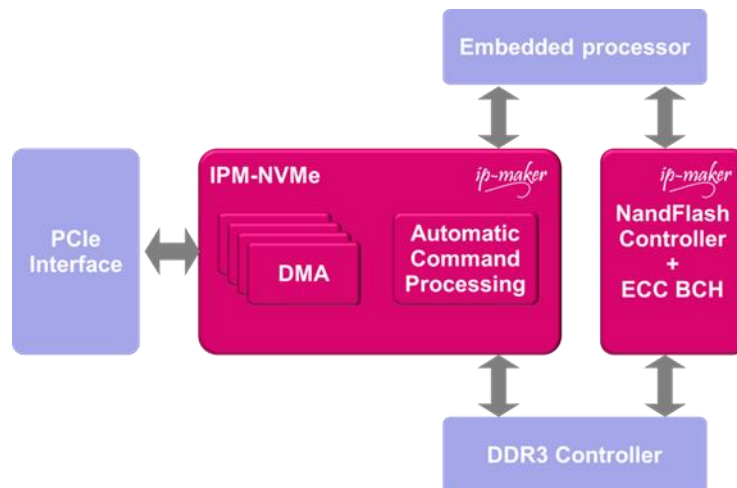 Embedded processor
PCIe
Interface
IPM-NVMe
ip-maker
DMA
Automatic
Command
Processing
ip-maker
NandFlash
Controller
+
ECC BCH
DDR3 Controller